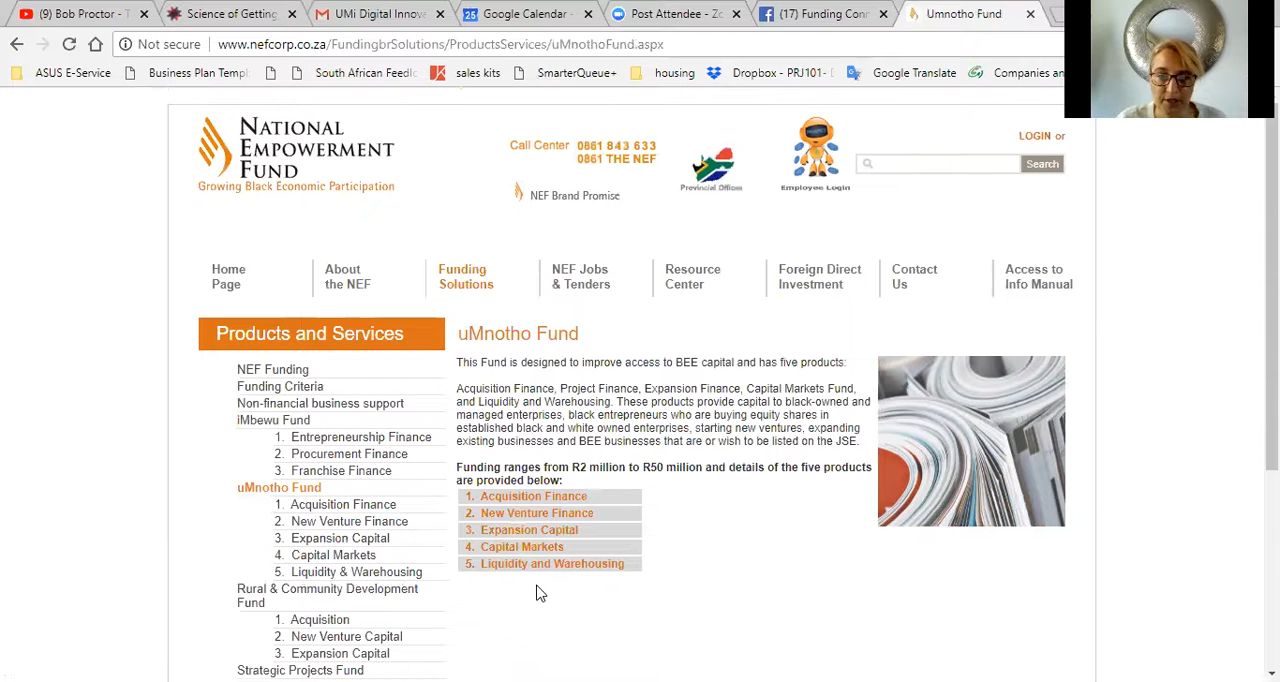 (9) Bob Proctor - T
Science of Getting
UMi Digital Innova
Google Calendar -
Post Attendee - Zo
(17) Funding Conn
Umnotho Fund
Not secure
www.nefcorp.co.za/FundingbrSolutions/ProductsServices/uMnothoFund.aspx
ASUS E-Service
Business Plan Templ
South African Feedlo
sales kits
SmarterQueue+
housing
Dropbox - PRJ101- B
Google Translate
Companies an
NATIONAL
EMPOWERMENT
FUND
Growing Black Economic Participation
Call Center 0861 843 633
0861 THE NEF
NEF Brand Promise
Provincial Offices
Employee Login
LOGIN or
Search
Home
Page
About
the NEF
Funding
Solutions
NEF Jobs
& Tenders
Resource
Center
Foreign Direct
Investment
Contact
Us
Access to
Info Manual
Products and Services
NEF Funding
Funding Criteria
Non-financial business support
iMbewu Fund
1. Entrepreneurship Finance
2. Procurement Finance
3. Franchise Finance
uMnotho Fund
1. Acquisition Finance
2. New Venture Finance
3. Expansion Capital
4. Capital Markets
5. Liquidity & Warehousing
Rural & Community Development
Fund
1. Acquisition
2. New Venture Capital
3. Expansion Capital
Strategic Projects Fund
uMnotho Fund
This Fund is designed to improve access to BEE capital and has five products:
Acquisition Finance, Project Finance, Expansion Finance, Capital Markets Fund,
and Liquidity and Warehousing. These products provide capital to black-owned and
managed enterprises, black entrepreneurs who are buying equity shares in
established black and white owned enterprises, starting new ventures, expanding
existing businesses and BEE businesses that are or wish to be listed on the JSE.
Funding ranges from R2 million to R50 million and details of the five products
are provided below:
1. Acquisition Finance
2. New Venture Finance
3. Expansion Capital
4. Capital Markets
5. Liquidity and Warehousing